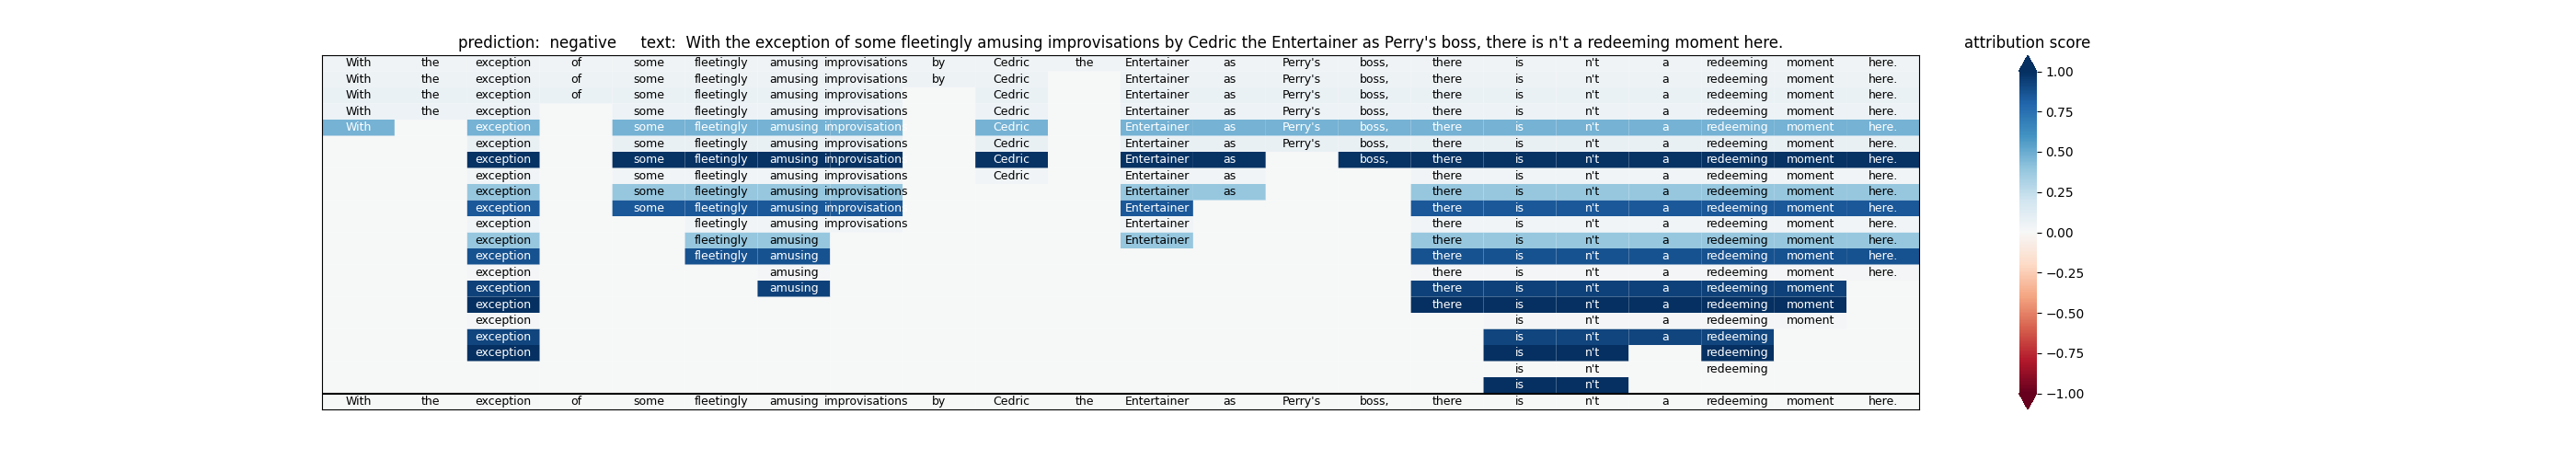 prediction: negative text: With the exception of some fleetingly amusing improvisations by Cedric the Entertainer as Perry's boss, there is n't a redeeming moment here. attribution score
With the exception of some fleetingly amusing improvisations by Cedric the Entertainer as Perry's boss, there is n't a redeeming moment here.
With the exception of some fleetingly amusing improvisations by Cedric Entertainer as Perry's boss, there is n't a redeeming moment here.
With the exception of some fleetingly amusing improvisations Cedric Entertainer as Perry's boss, there is n't a redeeming moment here.
With the exception some fleetingly amusing improvisations Cedric Entertainer as Perry's boss, there is n't a redeeming moment here.
With exception some fleetingly amusing improvisation Cedric Entertainer as Perry's boss, there is n't a redeeming moment here.
exception some fleetingly amusing improvisations Cedric Entertainer as Perry's boss, there is n't a redeeming moment here.
exception some fleetingly amusing improvisation Cedric Entertainer as boss, there is n't a redeeming moment here.
exception some fleetingly amusing improvisations Cedric Entertainer as there is n't a redeeming moment here.
exception some fleetingly amusing improvisations Entertainer as there is n't a redeeming moment here.
exception some fleetingly amusing improvisation Entertainer there is n't a redeeming moment here.
exception fleetingly amusing improvisations Entertainer there is n't a redeeming moment here.
exception fleetingly amusing Entertainer there is n't a redeeming moment here.
exception fleetingly amusing there is n't a redeeming moment here.
exception amusing there is n't a redeeming moment here.
exception amusing there is n't a redeeming moment
exception there is n't a redeeming moment
exception is n't a redeeming moment
exception is n't a redeeming
exception is n't redeeming
is n't redeeming
is n't
With the exception of some fleetingly amusing improvisations by Cedric the Entertainer as Perry's boss, there is n't a redeeming moment here.
1.00
0.75
0.50
0.25
0.00
−0.25
−0.50
−0.75
−1.00